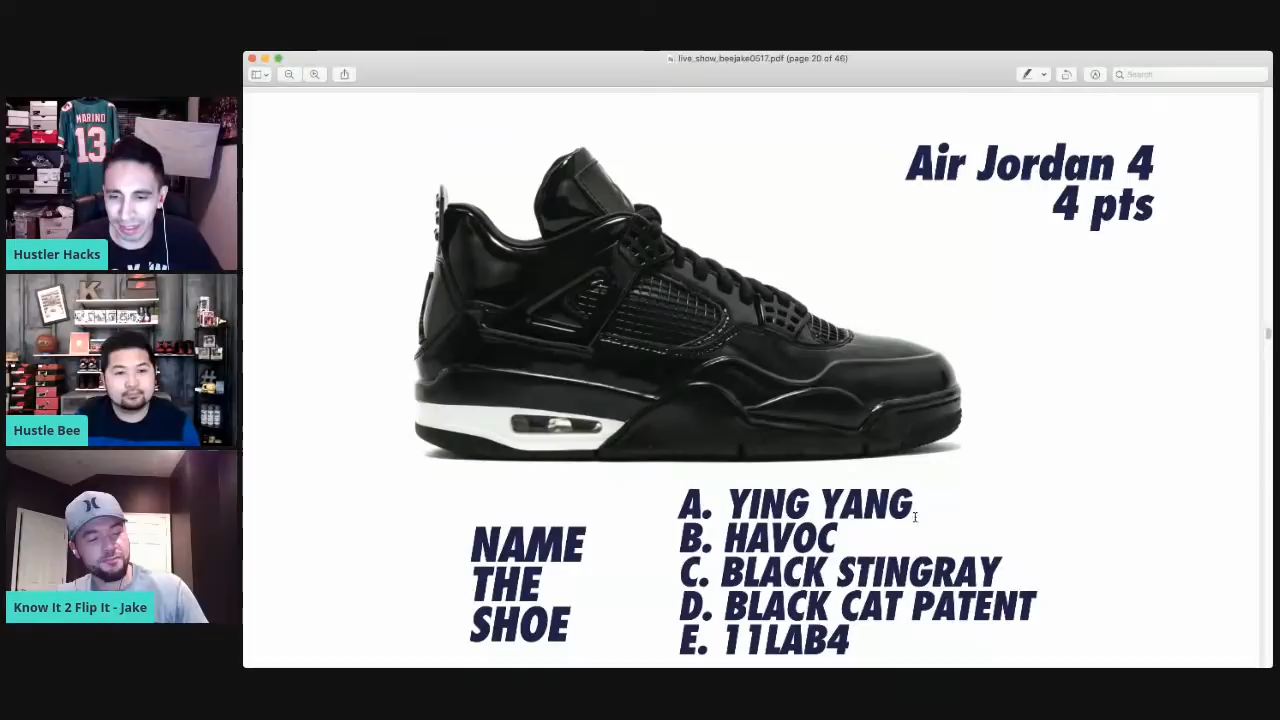 live_show_beejake0517.pdf (page 20 of 46)
Search
MARINO
13
Hustler Hacks
K
Hustle Bee
Know It 2 Flip It - Jake
Air Jordan 4
4 pts
NAME
THE
SHOE
A. YING YANG
B. HAVOC
C. BLACK STINGRAY
D. BLACK CAT PATENT
E. 11LAB4